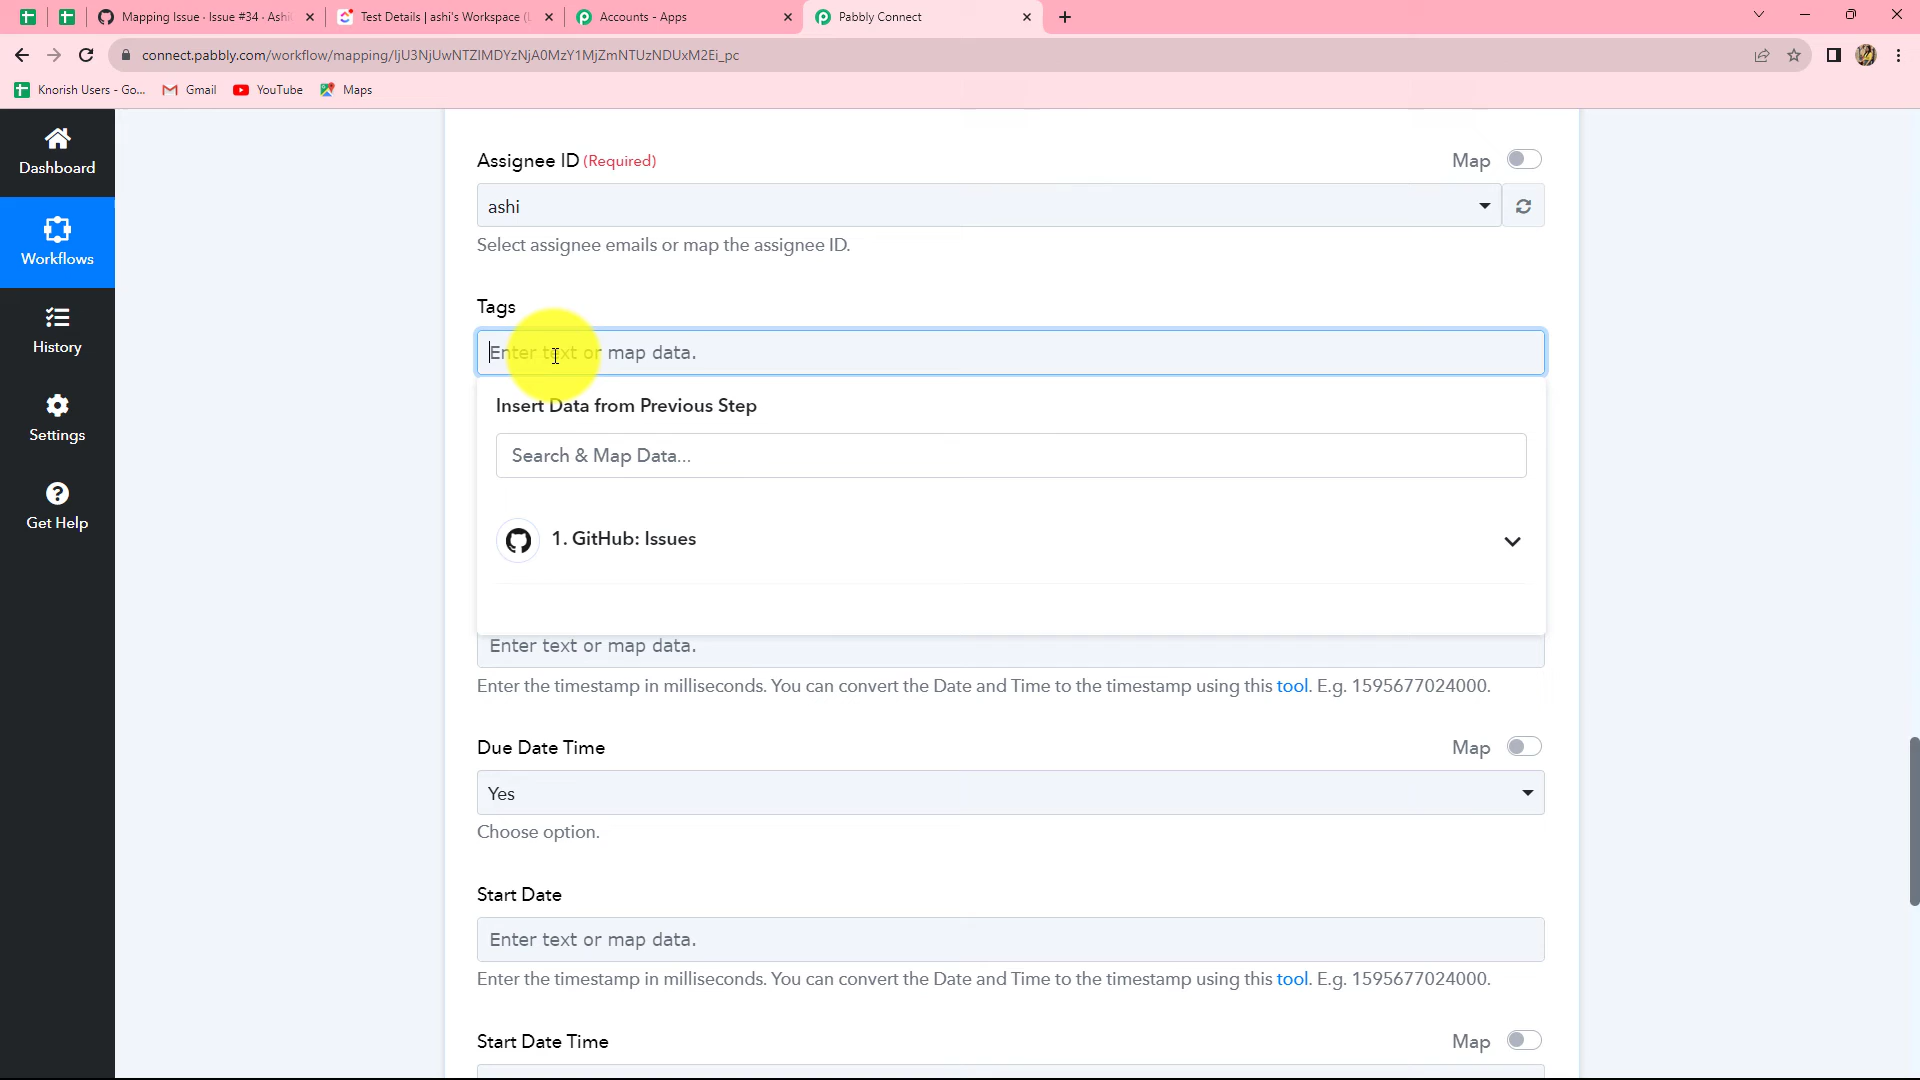 Mapping Issue · Issue #34 · Ashi
Test Details | ashi's Workspace (
Accounts - Apps
Pabbly Connect
connect.pabbly.com/workflow/mapping/IjU3NjUwNTZlMDYzNjA0MzY1MjZmNTUzNDUxM2Ei_pc
Knorish Users - Go...
Gmail
YouTube
Maps
Dashboard
Workflows
History
Settings
Get Help
Assignee ID (Required)
Map
ashi
Select assignee emails or map the assignee ID.
Tags
Enter text or map data.
Insert Data from Previous Step
Search & Map Data...
1. GitHub: Issues
Enter text or map data.
Enter the timestamp in milliseconds. You can convert the Date and Time to the timestamp using this tool. E.g. 1595677024000.
Due Date Time
Map
Yes
Choose option.
Start Date
Enter text or map data.
Enter the timestamp in milliseconds. You can convert the Date and Time to the timestamp using this tool. E.g. 1595677024000.
Start Date Time
Map